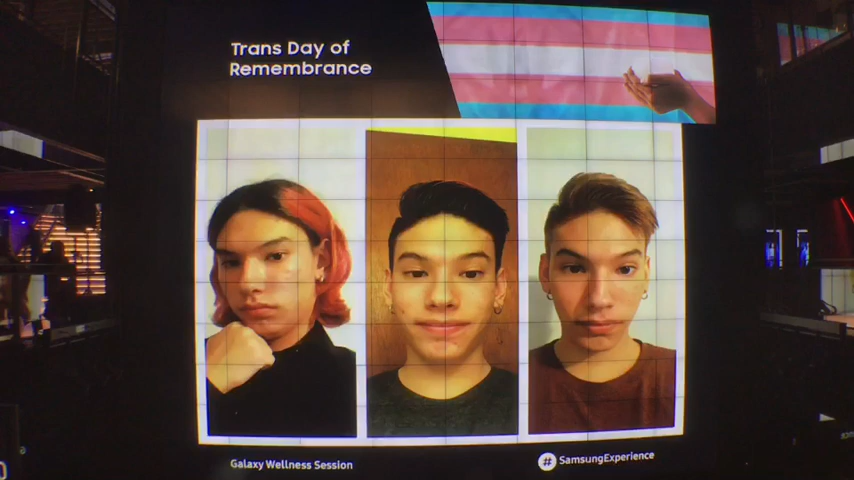 Trans Day of
Remembrance
Galaxy Wellness Session
# SamsungExperience